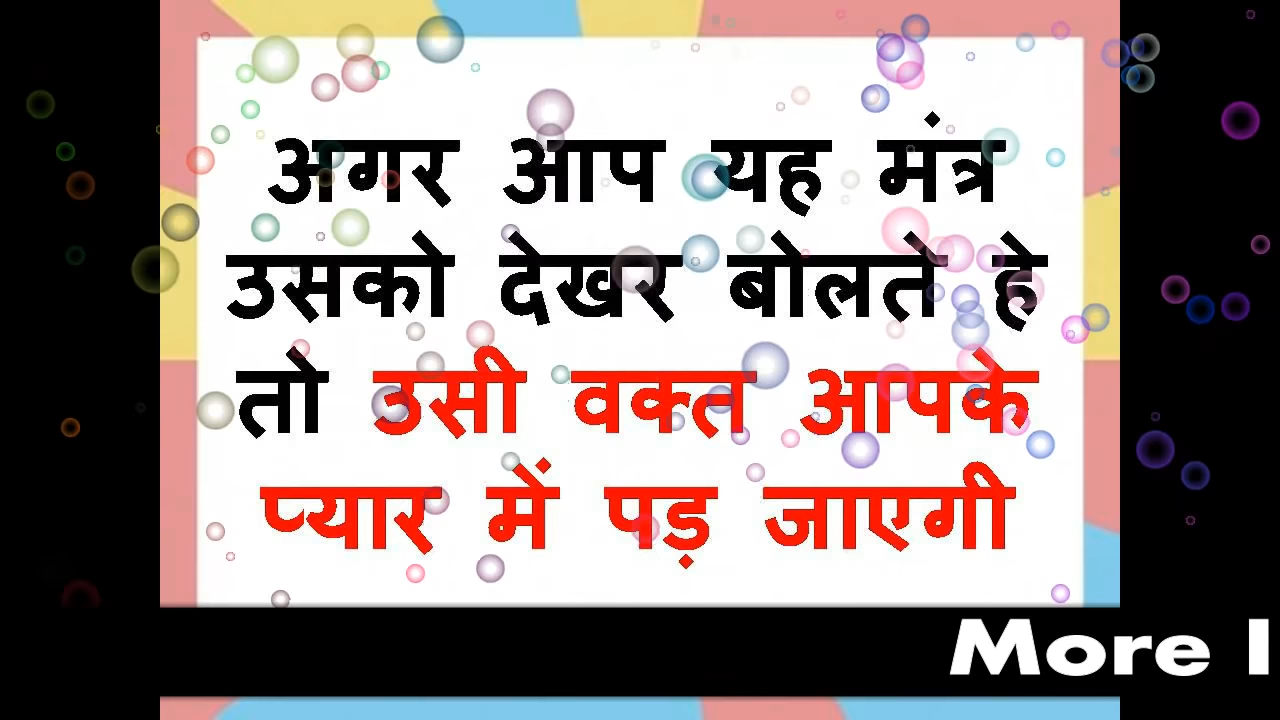 अगर आप यह मंत्र
उसको देखर बोलते हे
तो उसी वक्त आपके
प्यार में पड़ जाएगी
More